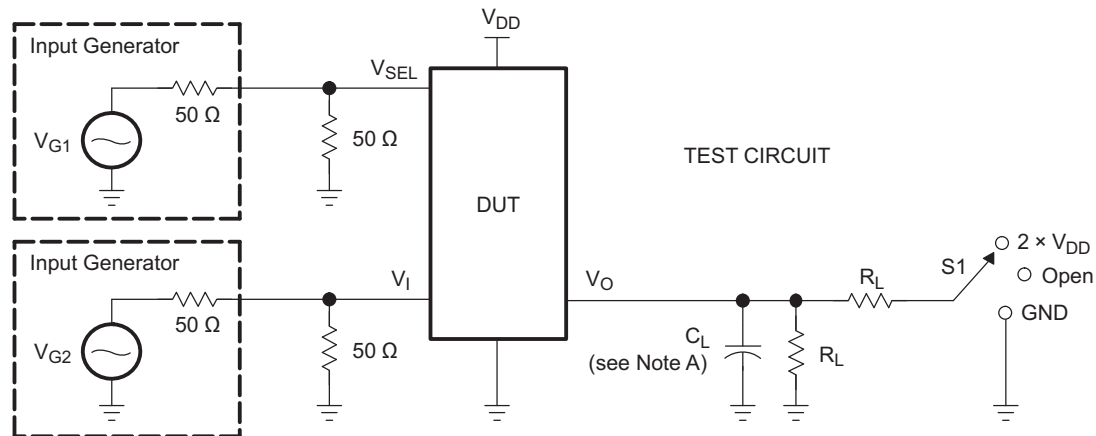 V_DD
Input Generator
V_SEL
50 Ω
V_G1
50 Ω
TEST CIRCUIT
DUT
Input Generator
V_I
50 Ω
V_G2
50 Ω
V_O
R_L
S1
2 × V_DD
Open
GND
C_L
(see Note A)
R_L